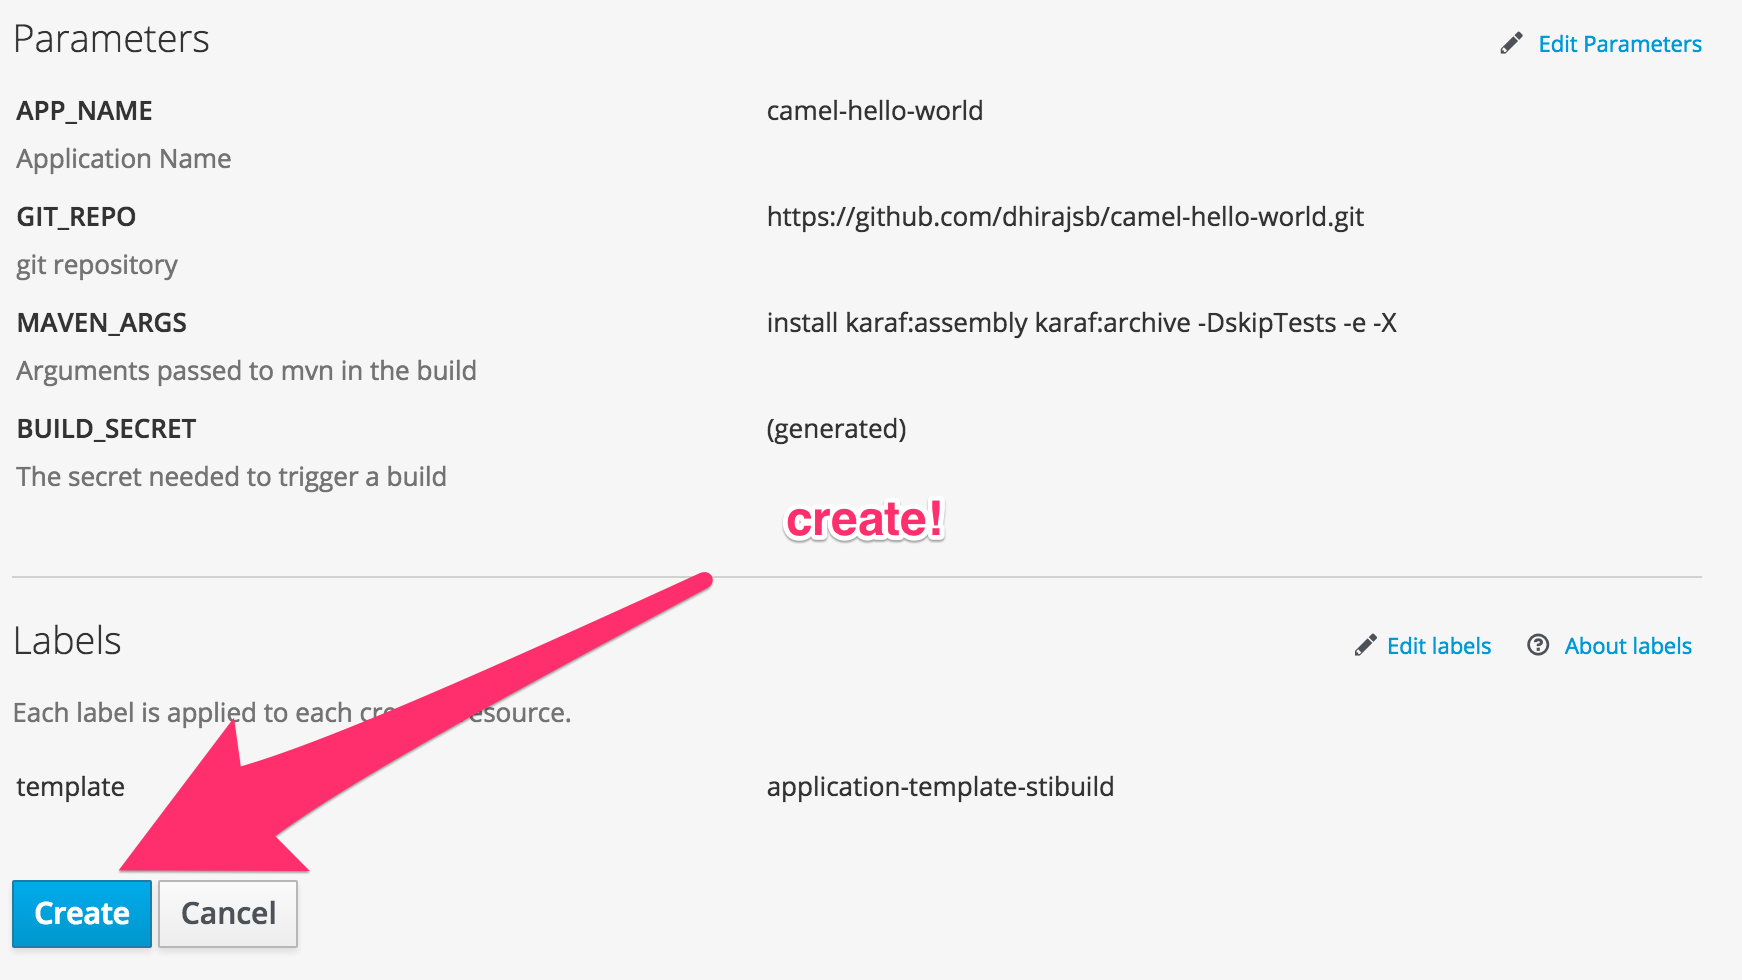 Parameters
Edit Parameters
APP_NAME camel-hello-world
Application Name
GIT_REPO https://github.com/dhirajsb/camel-hello-world.git
git repository
MAVEN_ARGS install karaf:assembly karaf:archive -DskipTests -e -X
Arguments passed to mvn in the build
BUILD_SECRET (generated)
The secret needed to trigger a build
create!
Labels
Edit labels
About labels
Each label is applied to each resource.
template application-template-stibuild
Create Cancel